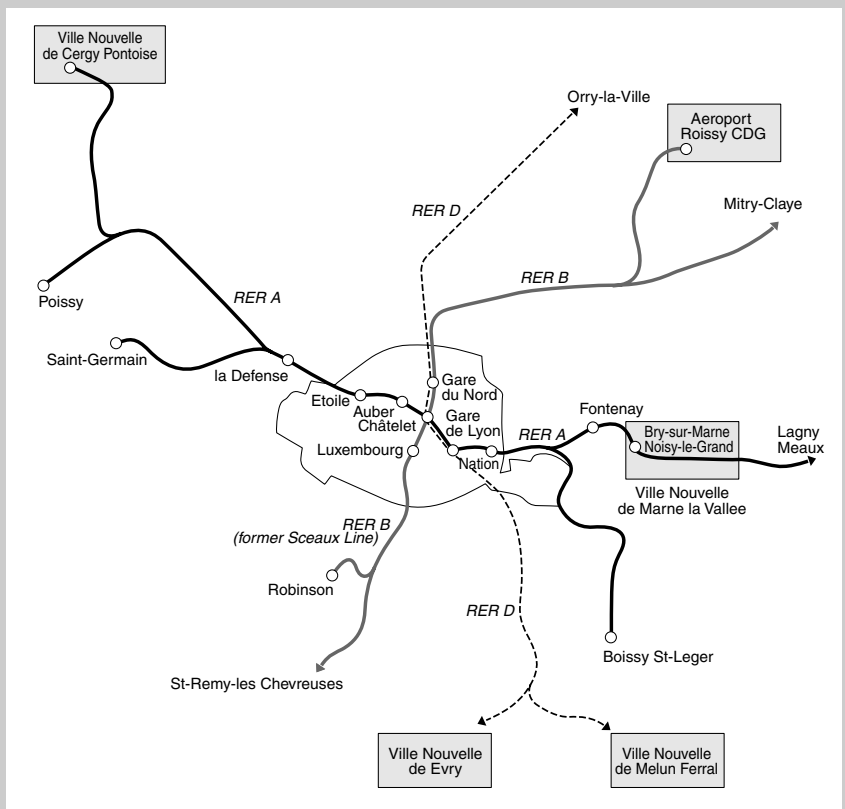 Ville Nouvelle
de Cergy Pontoise
Orry-la-Ville
Aeroport
Roissy CDG
RER D
Mitry-Claye
RER B
Poissy
RER A
Saint-Germain
la Defense
Gare
du Nord
Etoile
Auber
Châtelet
Gare
de Lyon
Fontenay
RER A
Bry-sur-Marne
Noisy-le-Grand
Lagny
Meaux
Luxembourg
Nation
Ville Nouvelle
de Marne la Vallee
RER B
(former Sceaux Line)
Robinson
RER D
Boissy St-Leger
St-Remy-les Chevreuses
Ville Nouvelle
de Evry
Ville Nouvelle
de Melun Ferral